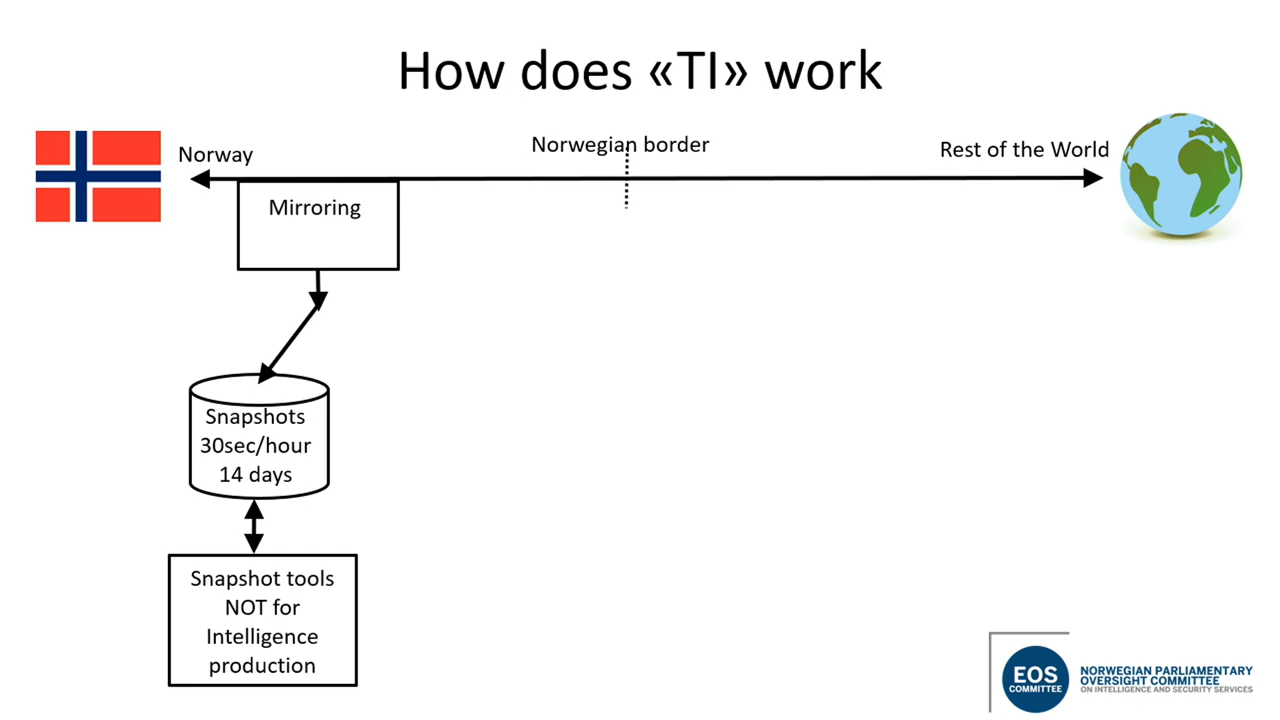 How does «TI» work
Norway
Norwegian border
Rest of the World
Mirroring
Snapshots
30sec/hour
14 days
Snapshot tools
NOT for
Intelligence
production
EOS
COMMITTEE
NORWEGIAN PARLIAMENTARY
OVERSIGHT COMMITTEE
ON INTELLIGENCE AND SECURITY SERVICES